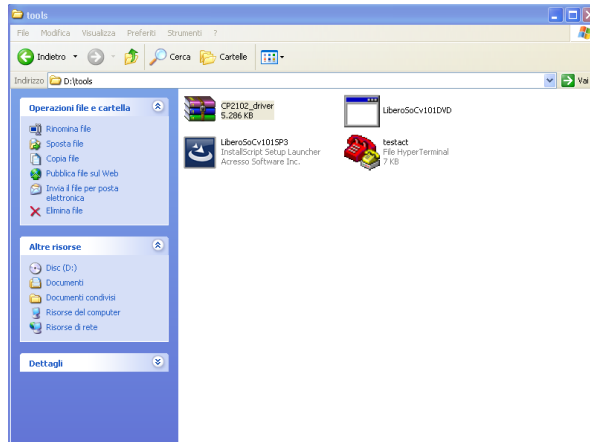 tools
File Modifica Visualizza Preferiti Strumenti ?
Indietro Cerca Cartelle
Indirizzo D:\tools Vai
Operazioni file e cartella
Rinomina file
Sposta file
Copia file
Pubblica file sul Web
Invia il file per posta
elettronica
Elimina file
Altre risorse
Disc (D:)
Documenti
Documenti condivisi
Risorse del computer
Risorse di rete
Dettagli
CP2102_driver
5.286 KB
LiberoSoCv101DVD
LiberoSoCv101SP3
InstallScript Setup Launcher
Acresso Software Inc.
testact
File HyperTerminal
7 KB